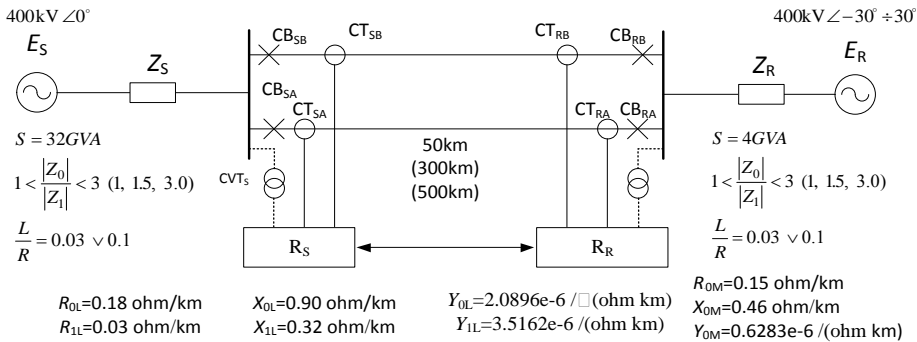 400kV∠0°
E_S
Z_S
CB_SB
CT_SB
CT_RB
CB_RB
400kV∠−30°÷30°
E_R
Z_R
CB_SA
CT_SA
CT_RA
CB_RA
50km
(300km)
(500km)
CVT_S
S = 32GVA
1 < |Z_0| / |Z_1| < 3 (1, 1.5, 3.0)
L/R = 0.03 ∨ 0.1
S = 4GVA
1 < |Z_0| / |Z_1| < 3 (1, 1.5, 3.0)
L/R = 0.03 ∨ 0.1
R_S
R_R
R_0L=0.18 ohm/km
R_1L=0.03 ohm/km
X_0L=0.90 ohm/km
X_1L=0.32 ohm/km
Y_0L=2.0896e-6 /□(ohm km)
Y_1L=3.5162e-6 /(ohm km)
R_0M=0.15 ohm/km
X_0M=0.46 ohm/km
Y_0M=0.6283e-6 /(ohm km)